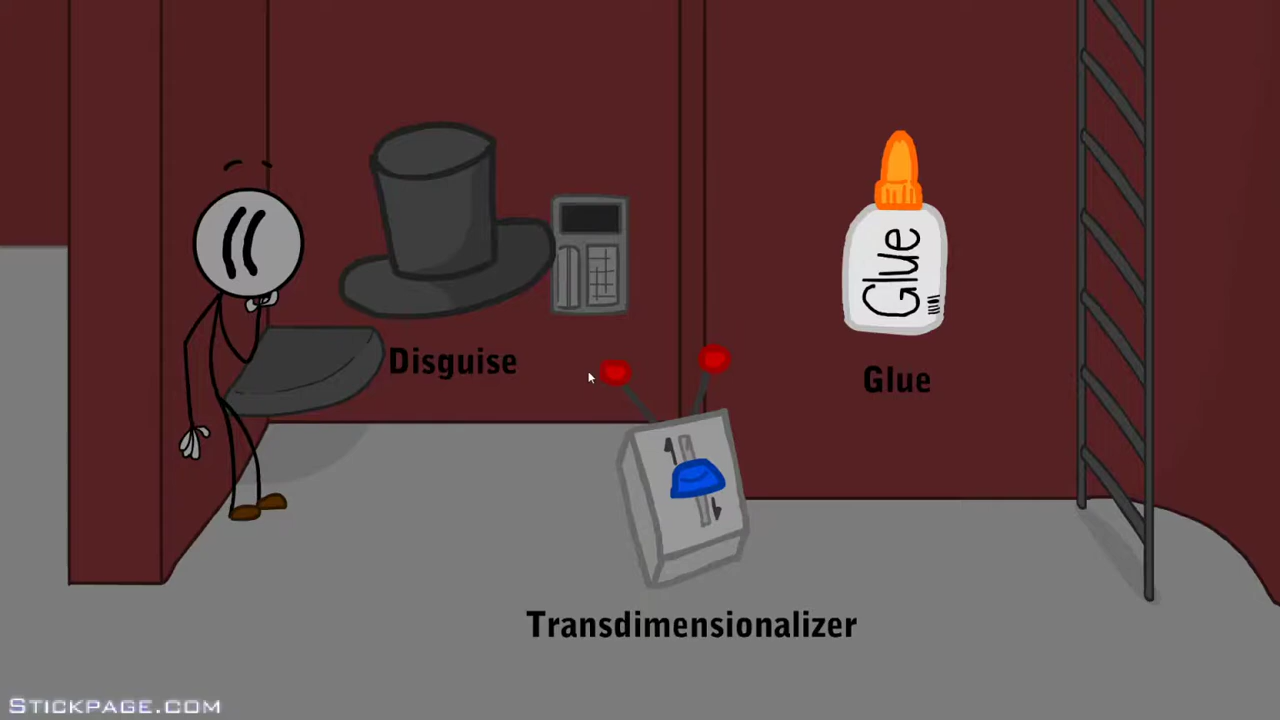 Glue
Disguise
Glue
Transdimensionalizer
STICKPAGE.COM